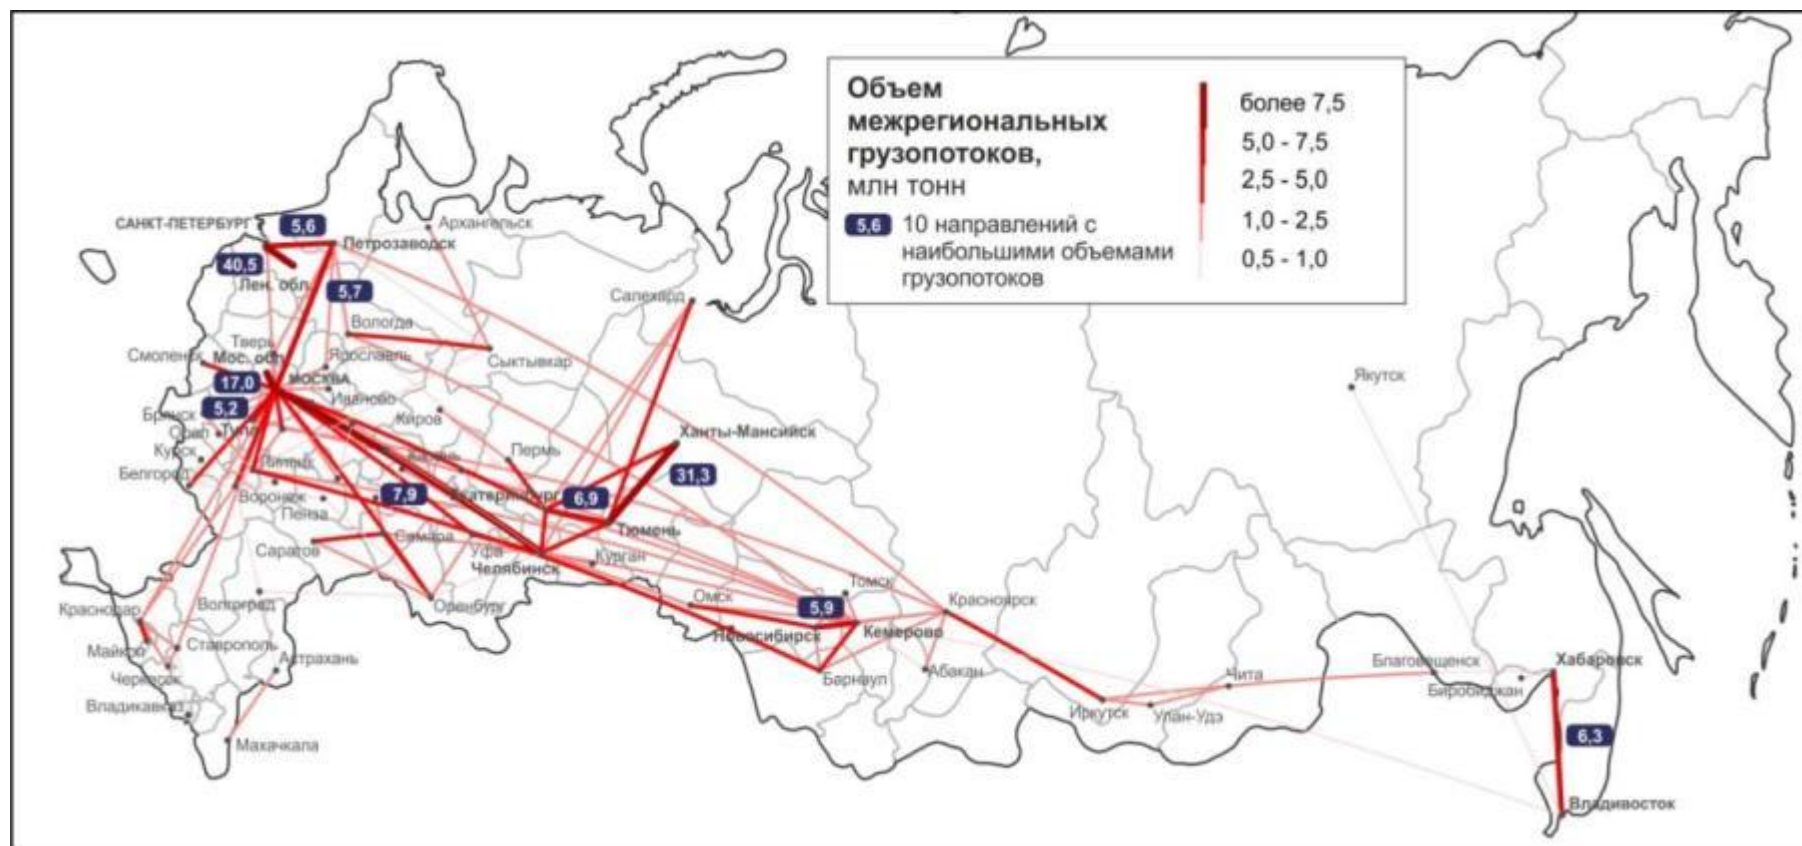 Объем
межрегиональных
грузопотоков,
млн тонн
5,6 10 направлений с
наибольшими объемами
грузопотоков
более 7,5
5,0 - 7,5
2,5 - 5,0
1,0 - 2,5
0,5 - 1,0
САНКТ-ПЕТЕРБУРГ
5,6
Архангельск
Петрозаводск
40,5
Лен. обл.
5,7
Салехард
Вологда
Тверь
Смоленск
Мос. обл.
Ярославль
Сыктывкар
17,0
МОСКВА
Якутск
Иваново
5,2
Брянск
Киров
Орел
Тула
Ханты-Мансийск
Курск
Казань
Пермь
Белгород
Липецк
31,3
7,9
Екатеринбург
6,9
Воронеж
Пенза
Тюмень
Самара
Саратов
Уфа
Курган
Челябинск
Томск
Омск
Волгоград
Оренбург
5,9
Красноярск
Краснодар
Новосибирск
Кемерово
Майкоп
Ставрополь
Астрахань
Черкесск
Барнаул
Абакан
Чита
Благовещенск
Хабаровск
Биробиджан
Владикавказ
Иркутск
Улан-Удэ
6,3
Махачкала
Владивосток